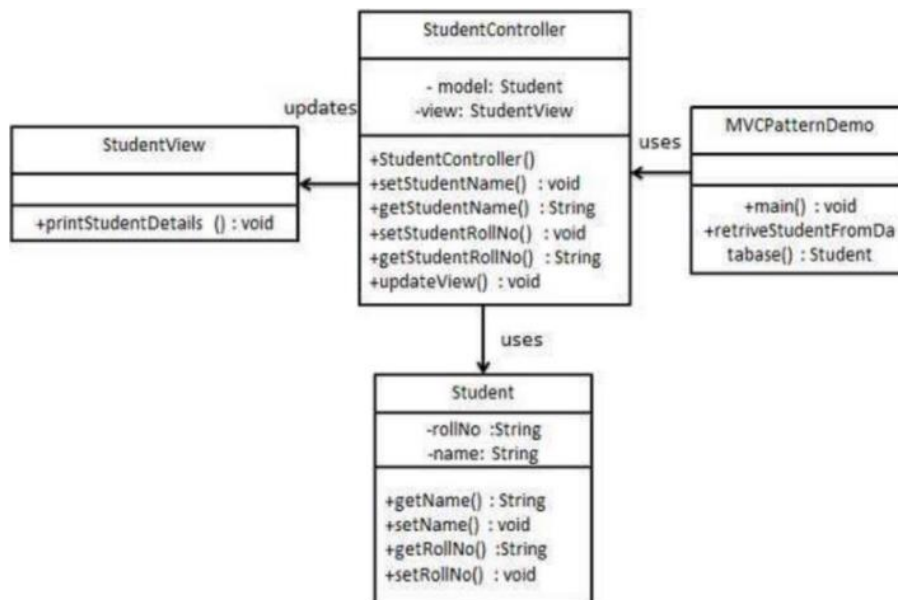 StudentController
- model: Student
-view: StudentView
+StudentController()
+setStudentName() : void
+getStudentName() : String
+setStudentRollNo() : void
+getStudentRollNo() : String
+updateView() : void
updates
StudentView
+printStudentDetails () : void
uses
MVCPatternDemo
+main() : void
+retriveStudentFromDa
tabase() : Student
uses
Student
-rollNo :String
-name: String
+getName() : String
+setName() : void
+getRollNo() :String
+setRollNo() : void